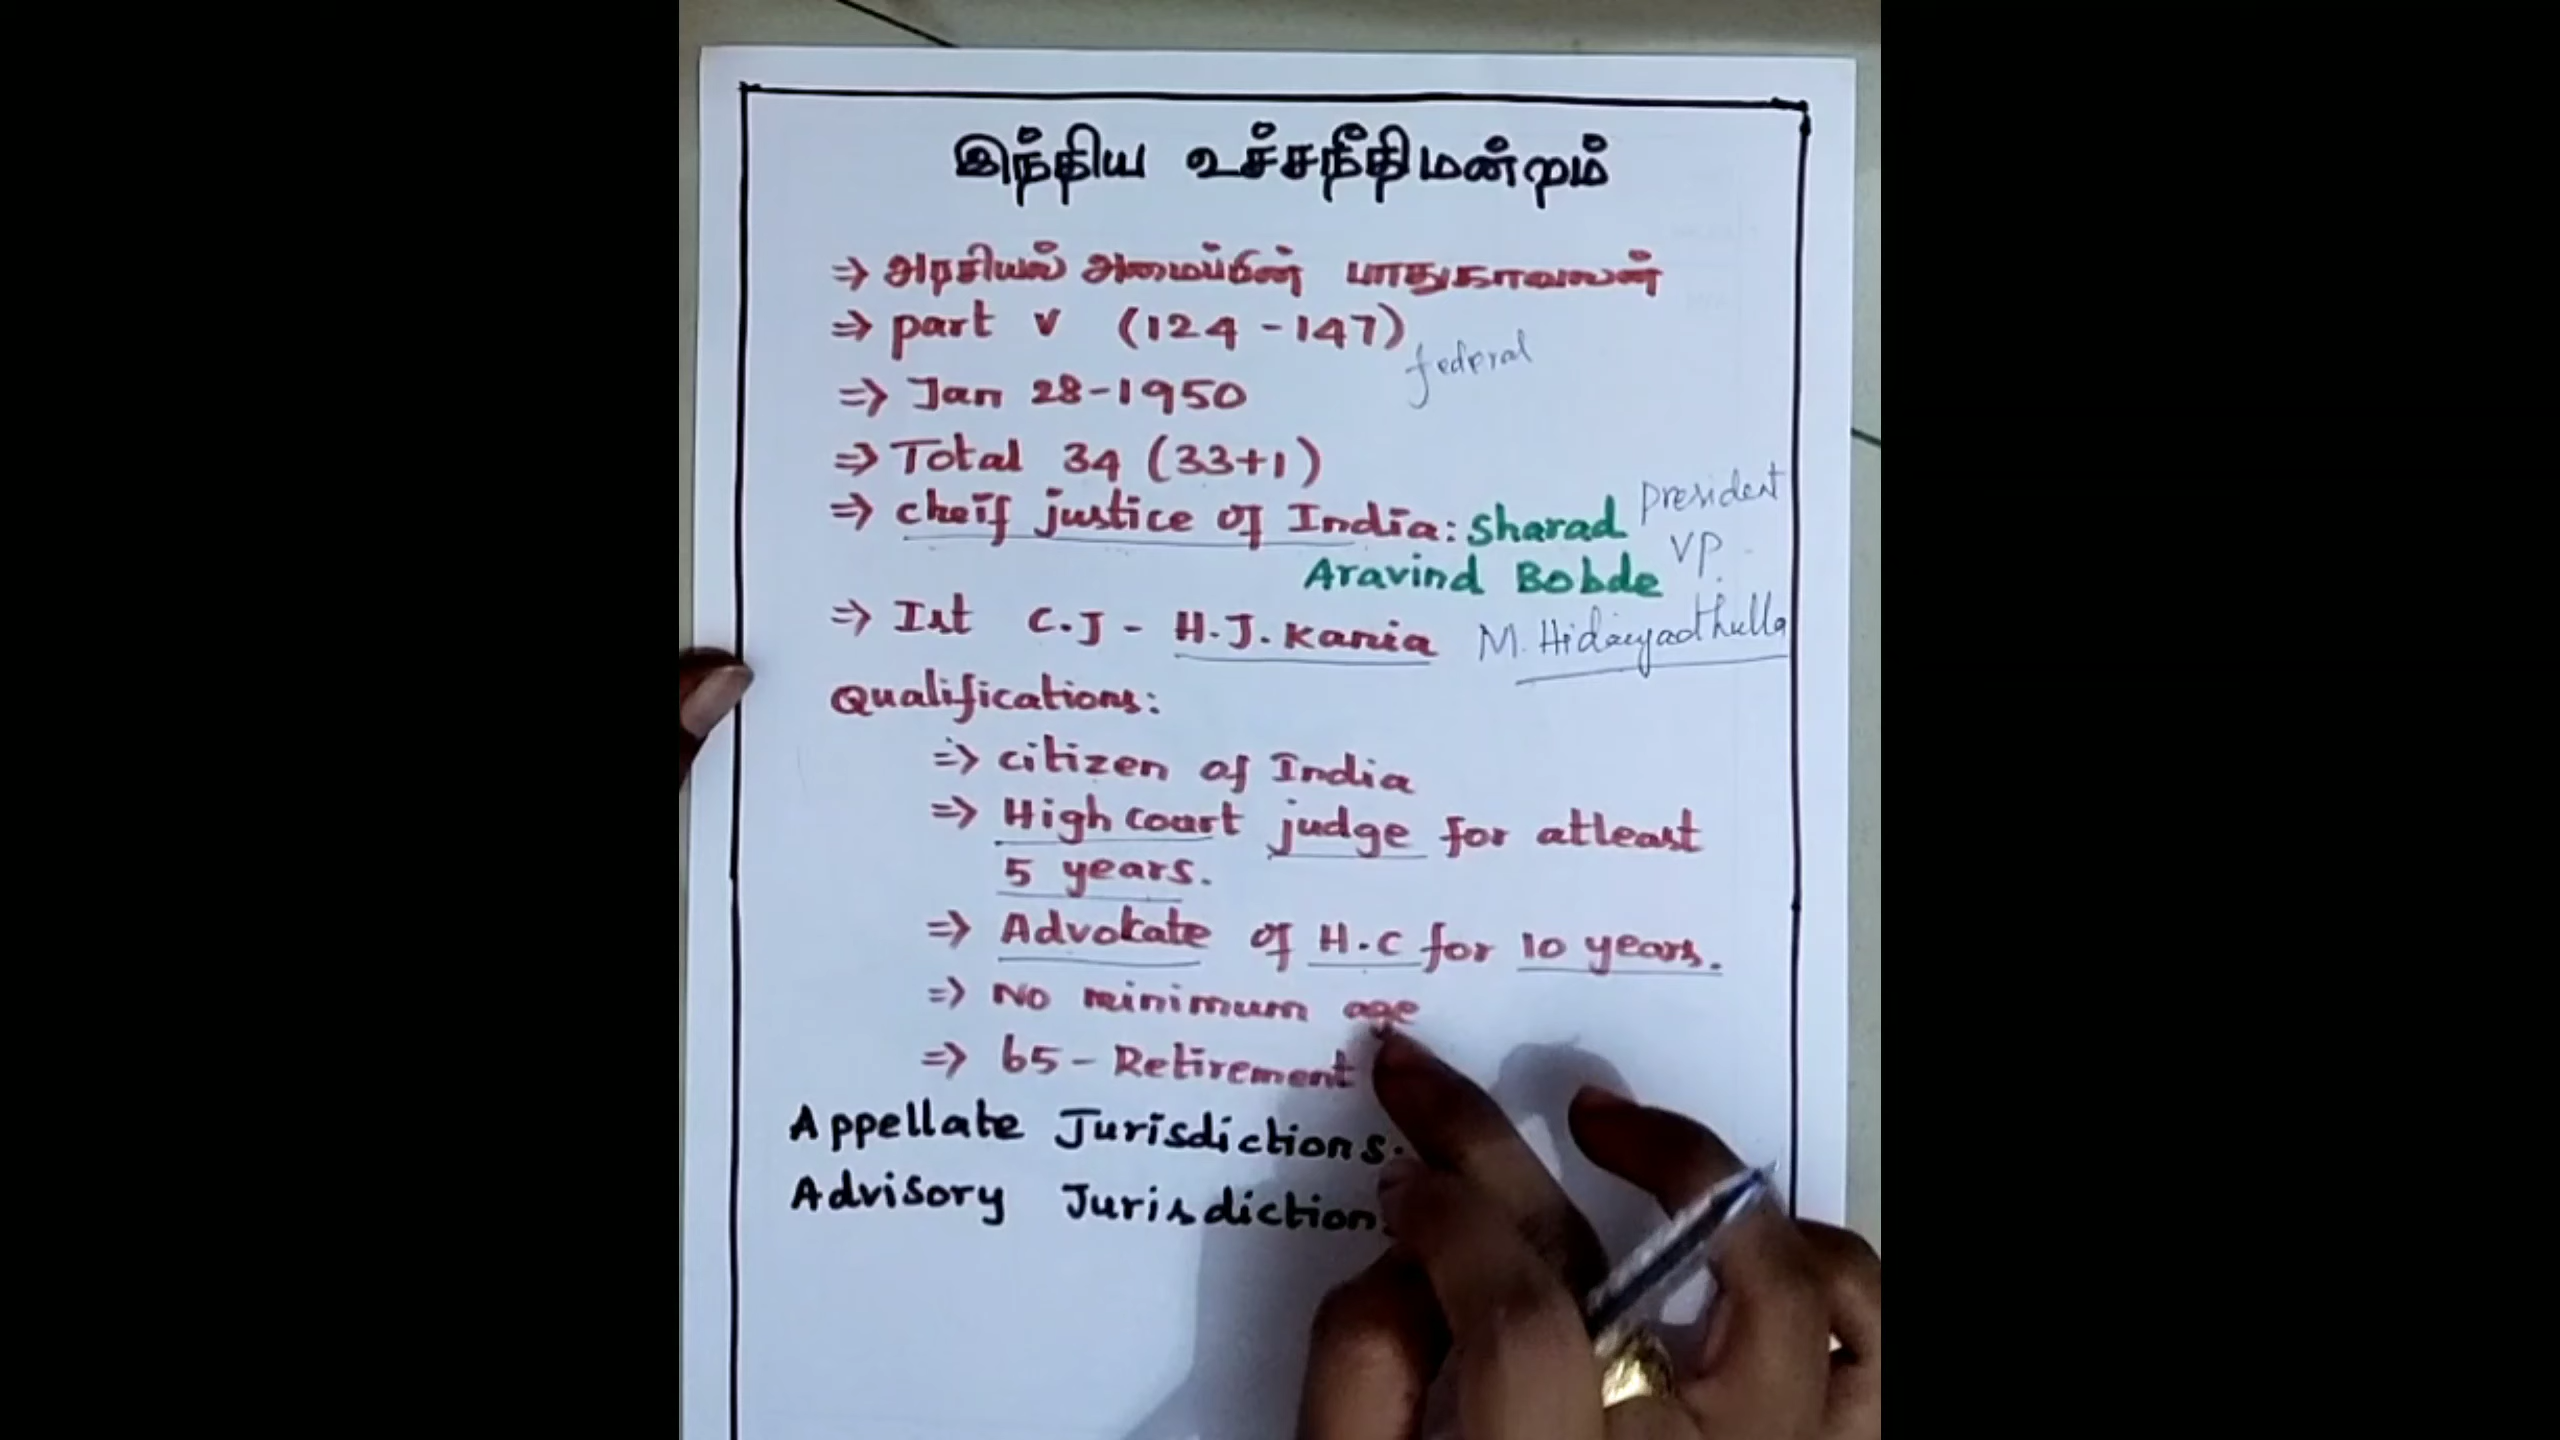 இந்திய உச்சநீதிமன்றம்
=> அரசியல் அமைப்பின் பாதுகாவலன்
=> part V (124 - 147)
federal
=> Jan 28-1950
=> Total 34 (33+1)
=> cheif justice of India: Sharad
president
Aravind Bobde
VP.
=> Ist C.J - H.J. Kania
M. Hidayadthulla
Qualifications:
=> citizen of India
=> High court judge for atleast
5 years.
=> Advocate of H.C for 10 years.
=> No minimum age
=> 65 - Retirement
Appellate Jurisdictions.
Advisory Jurisdiction